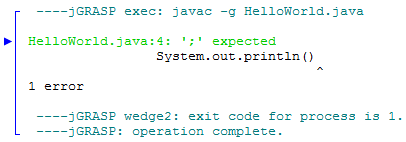 ----jGRASP exec: javac -g HelloWorld.java
HelloWorld.java:4: ';' expected
System.out.println()
^
1 error
----jGRASP wedge2: exit code for process is 1.
----jGRASP: operation complete.